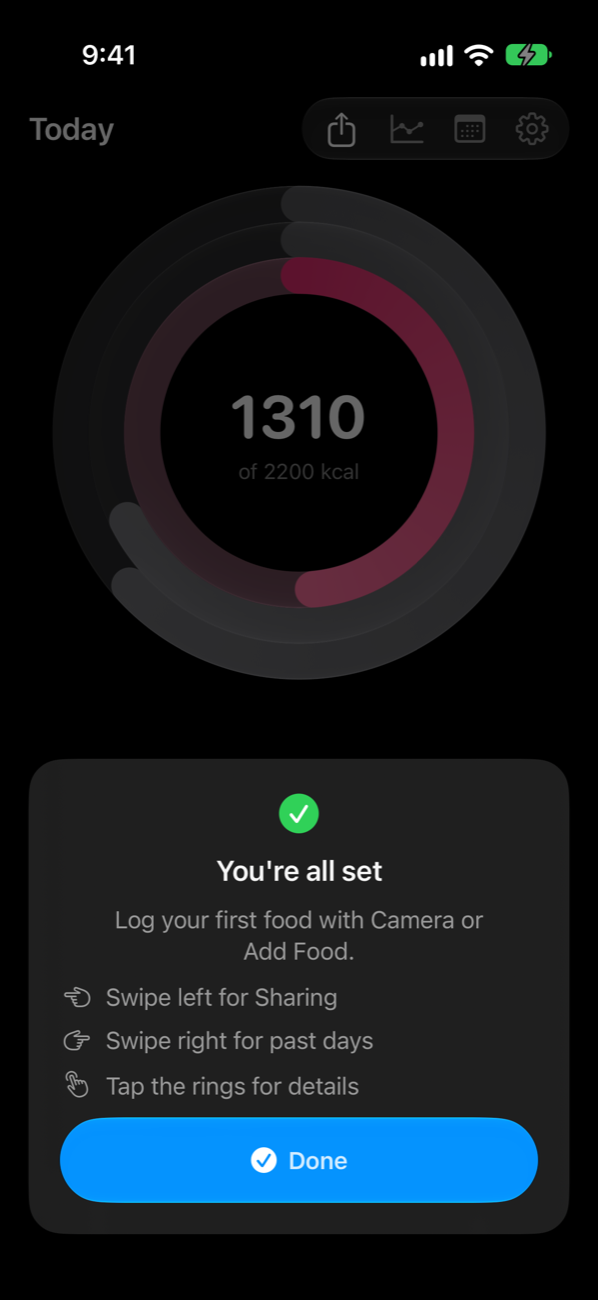 9:41
Today
1310
of 2200 kcal
You're all set
Log your first food with Camera or
Add Food.
Swipe left for Sharing
Swipe right for past days
Tap the rings for details
Done